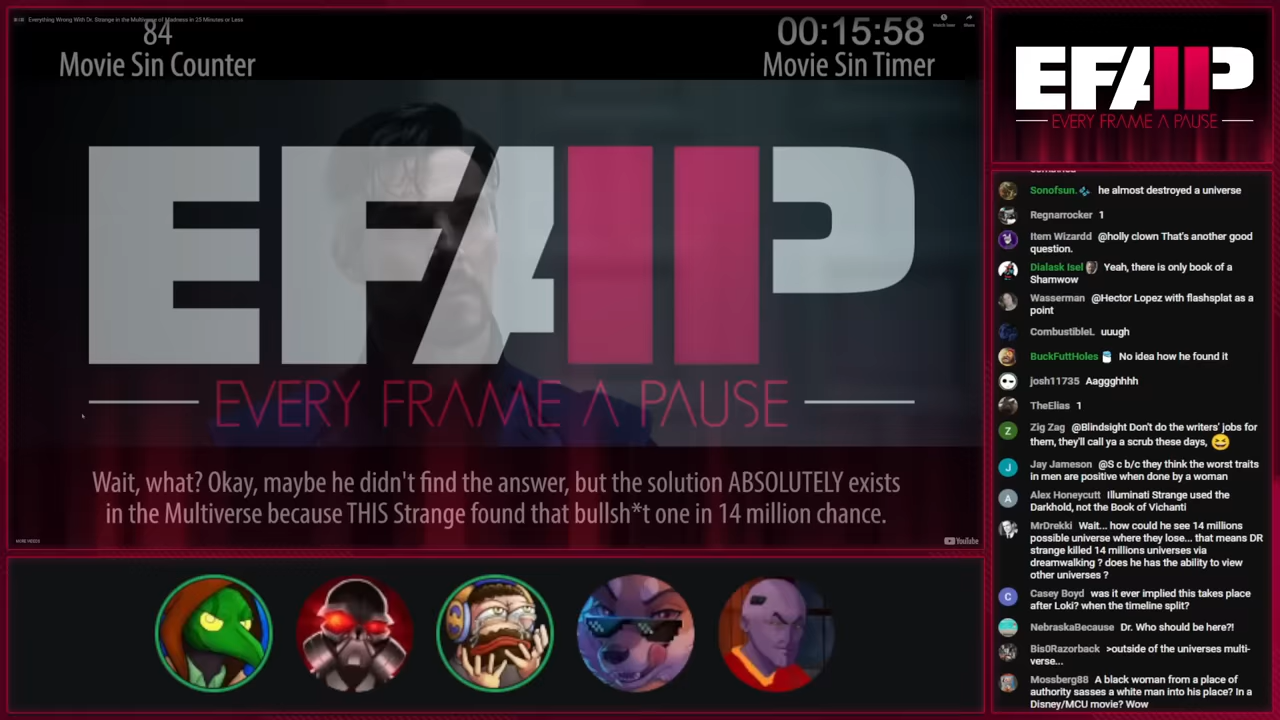 Everything Wrong With Dr. Strange in the Multiverse of Madness in 25 Minutes or Less
84
Movie Sin Counter
00:15:58
Movie Sin Timer
Watch later
Share
EFAP
EVERY FRAME A PAUSE
Wait, what? Okay, maybe he didn't find the answer, but the solution ABSOLUTELY exists
in the Multiverse because THIS Strange found that bullsh*t one in 14 million chance.
MORE VIDEOS
YouTube
EFAP
EVERY FRAME A PAUSE
Sonofsun. he almost destroyed a universe
Regnarrocker 1
Item Wizardd @holly clown That's another good
question.
Dialask Isel Yeah, there is only book of a
Shamwow
Wasserman @Hector Lopez with flashsplat as a
point
CombustibleL uuugh
BuckFuttHoles No idea how he found it
josh11735 Aaggghhhh
TheElias 1
Zig Zag @Blindsight Don't do the writers' jobs for
them, they'll call ya a scrub these days,
Jay Jameson @S c b/c they think the worst traits
in men are positive when done by a woman
Alex Honeycutt Illuminati Strange used the
Darkhold, not the Book of Vichanti
MrDrekki Wait... how could he see 14 millions
possible universe where they lose... that means DR
strange killed 14 millions universes via
dreamwalking ? does he has the ability to view
other universes ?
Casey Boyd was it ever implied this takes place
after Loki? when the timeline split?
NebraskaBecause Dr. Who should be here?!
Bis0Razorback >outside of the universes multi-
verse...
Mossberg88 A black woman from a place of
authority sasses a white man into his place? In a
Disney/MCU movie? Wow